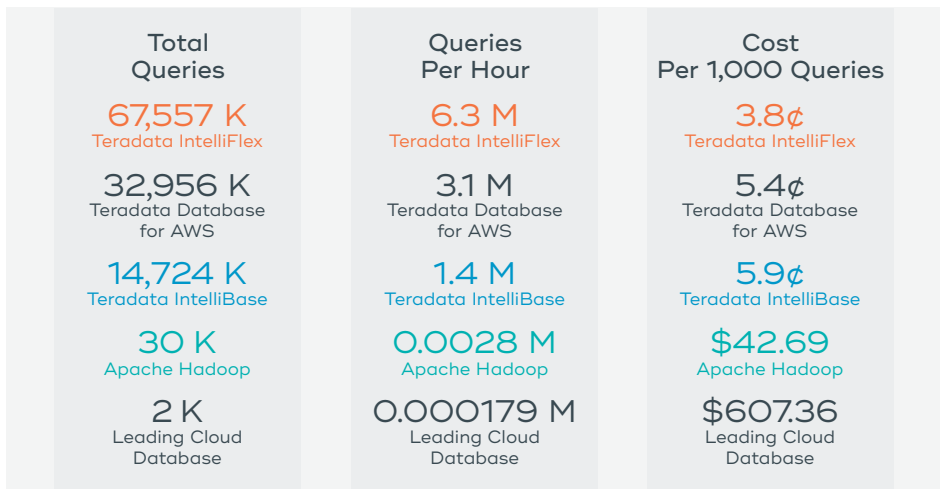 Total
Queries
67,557 K
Teradata IntelliFlex
32,956 K
Teradata Database
for AWS
14,724 K
Teradata IntelliBase
30 K
Apache Hadoop
2 K
Leading Cloud
Database
Queries
Per Hour
6.3 M
Teradata IntelliFlex
3.1 M
Teradata Database
for AWS
1.4 M
Teradata IntelliBase
0.0028 M
Apache Hadoop
0.000179 M
Leading Cloud
Database
Cost
Per 1,000 Queries
3.8¢
Teradata IntelliFlex
5.4¢
Teradata Database
for AWS
5.9¢
Teradata IntelliBase
$42.69
Apache Hadoop
$607.36
Leading Cloud
Database